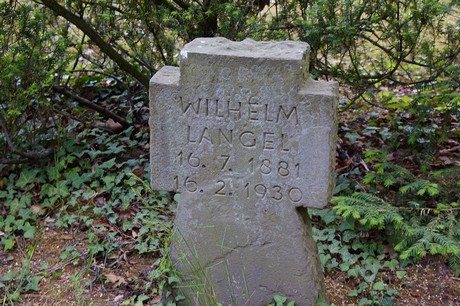 WILHELM
LANGEL
16. 7. 1881
16. 2. 1930